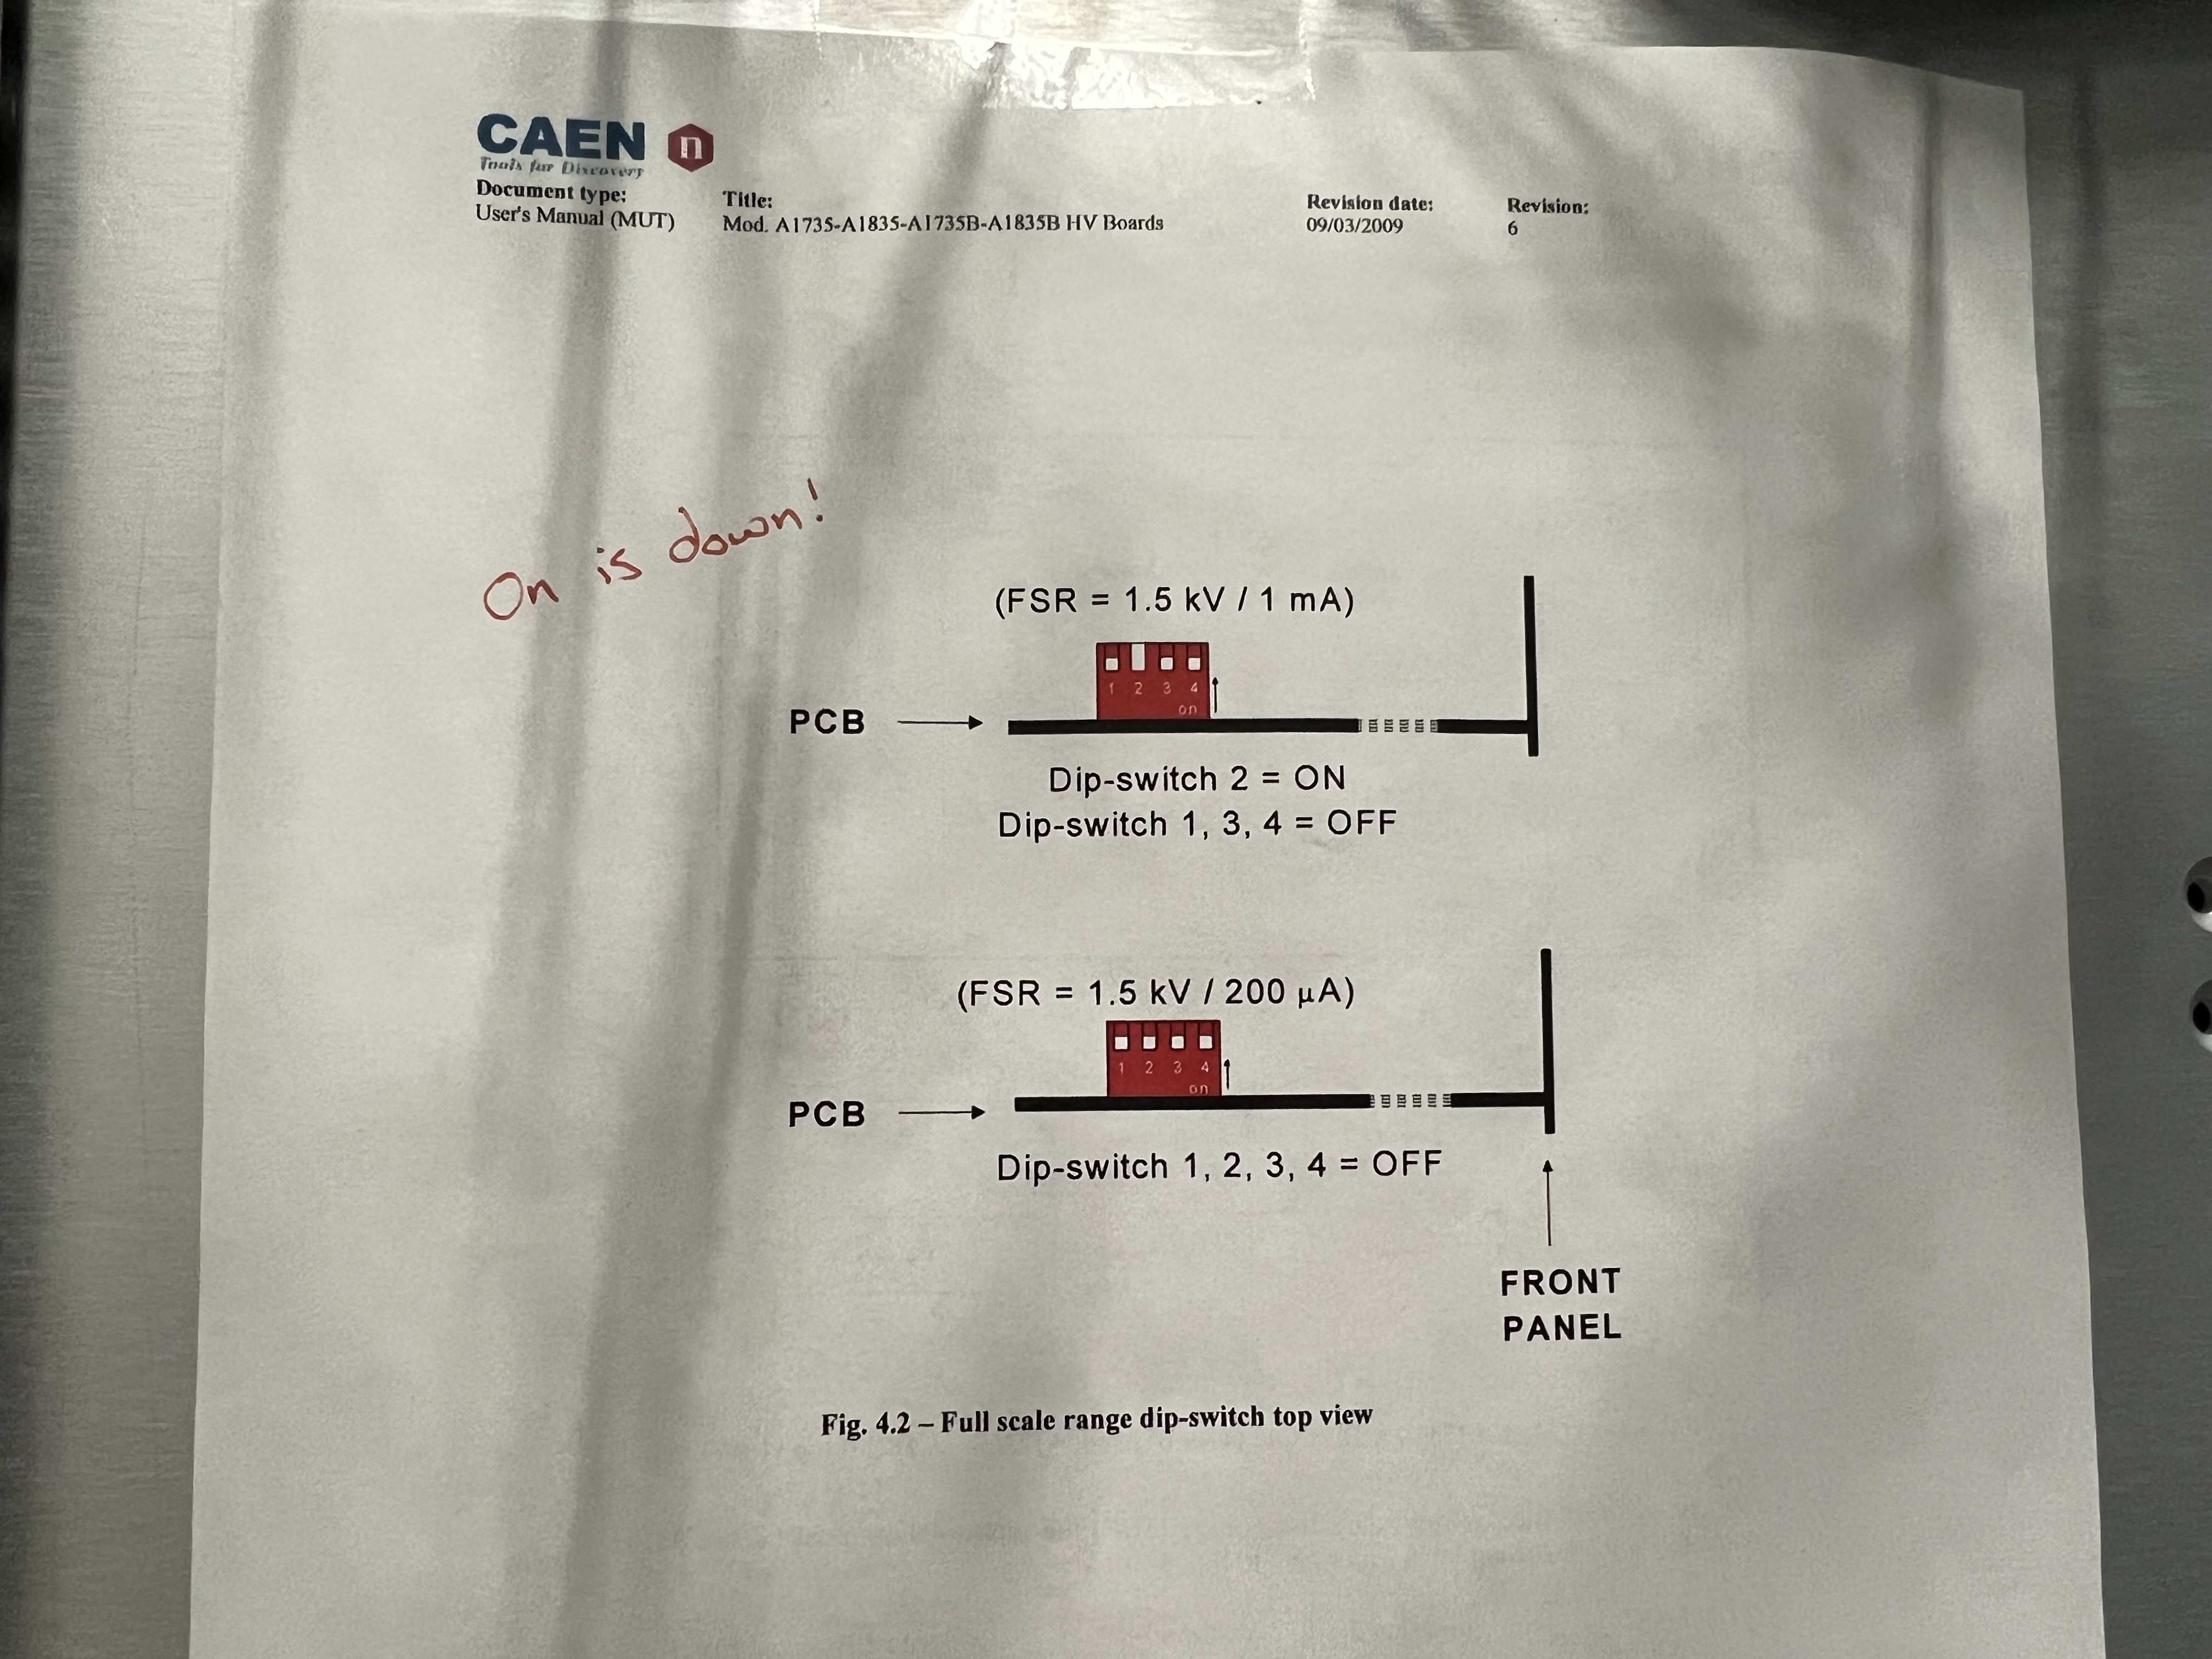 CAEN n
Tools for Discovery
Document type:
User's Manual (MUT)
Title:
Mod. A1735-A1835-A1735B-A1835B HV Boards
Revision date:
09/03/2009
Revision:
6
On is down!
(FSR = 1.5 kV / 1 mA)
1 2 3 4
on
PCB
Dip-switch 2 = ON
Dip-switch 1, 3, 4 = OFF
(FSR = 1.5 kV / 200 μA)
1 2 3 4
on
PCB
Dip-switch 1, 2, 3, 4 = OFF
FRONT
PANEL
Fig. 4.2 – Full scale range dip-switch top view